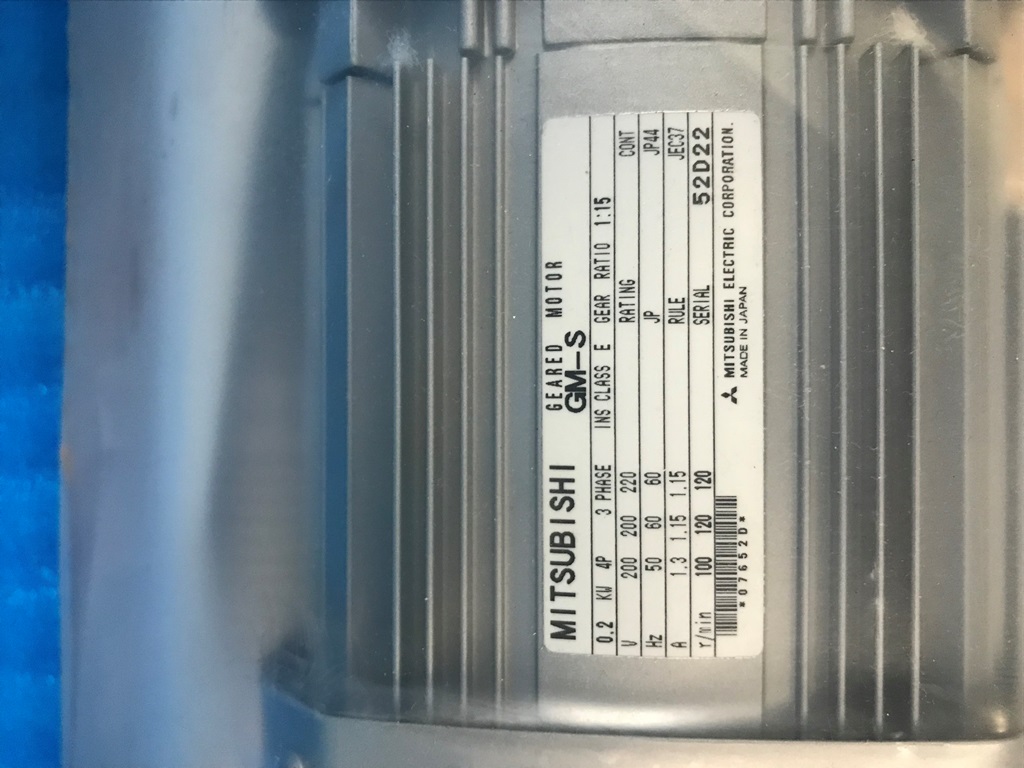 MITSUBISHI GEARED MOTOR
GM-S
0.2 KW 4P 3 PHASE INS CLASS E GEAR RATIO 1:15
V 200 200 220 RATING CONT
Hz 50 60 60 JP JP44
A 1.3 1.15 1.15 RULE JEC37
r/min 100 120 120 SERIAL 52D22
MITSUBISHI ELECTRIC CORPORATION.
MADE IN JAPAN
*07652D*